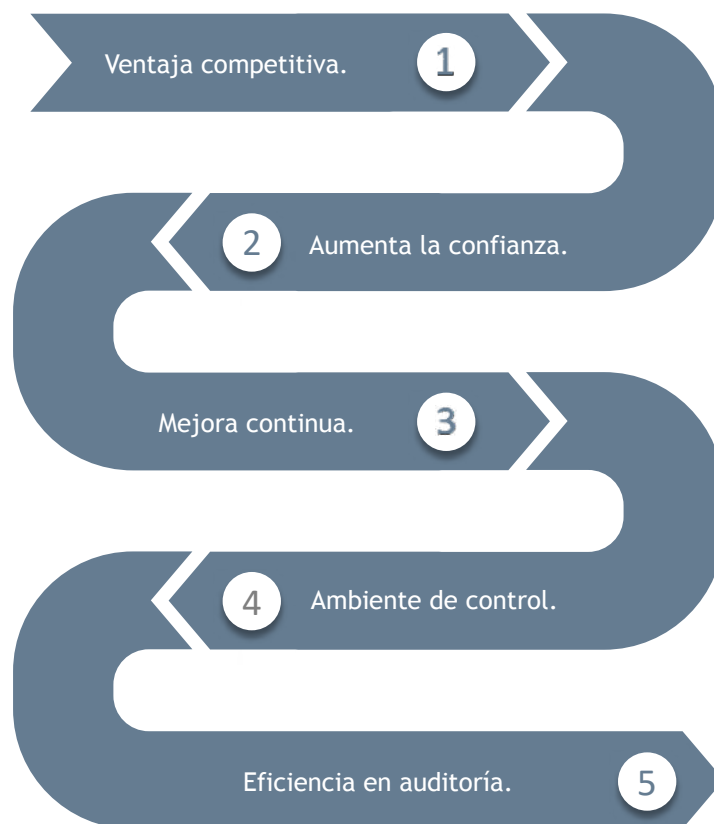 Ventaja competitiva. 1
2 Aumenta la confianza.
Mejora continua. 3
4 Ambiente de control.
Eficiencia en auditoría. 5